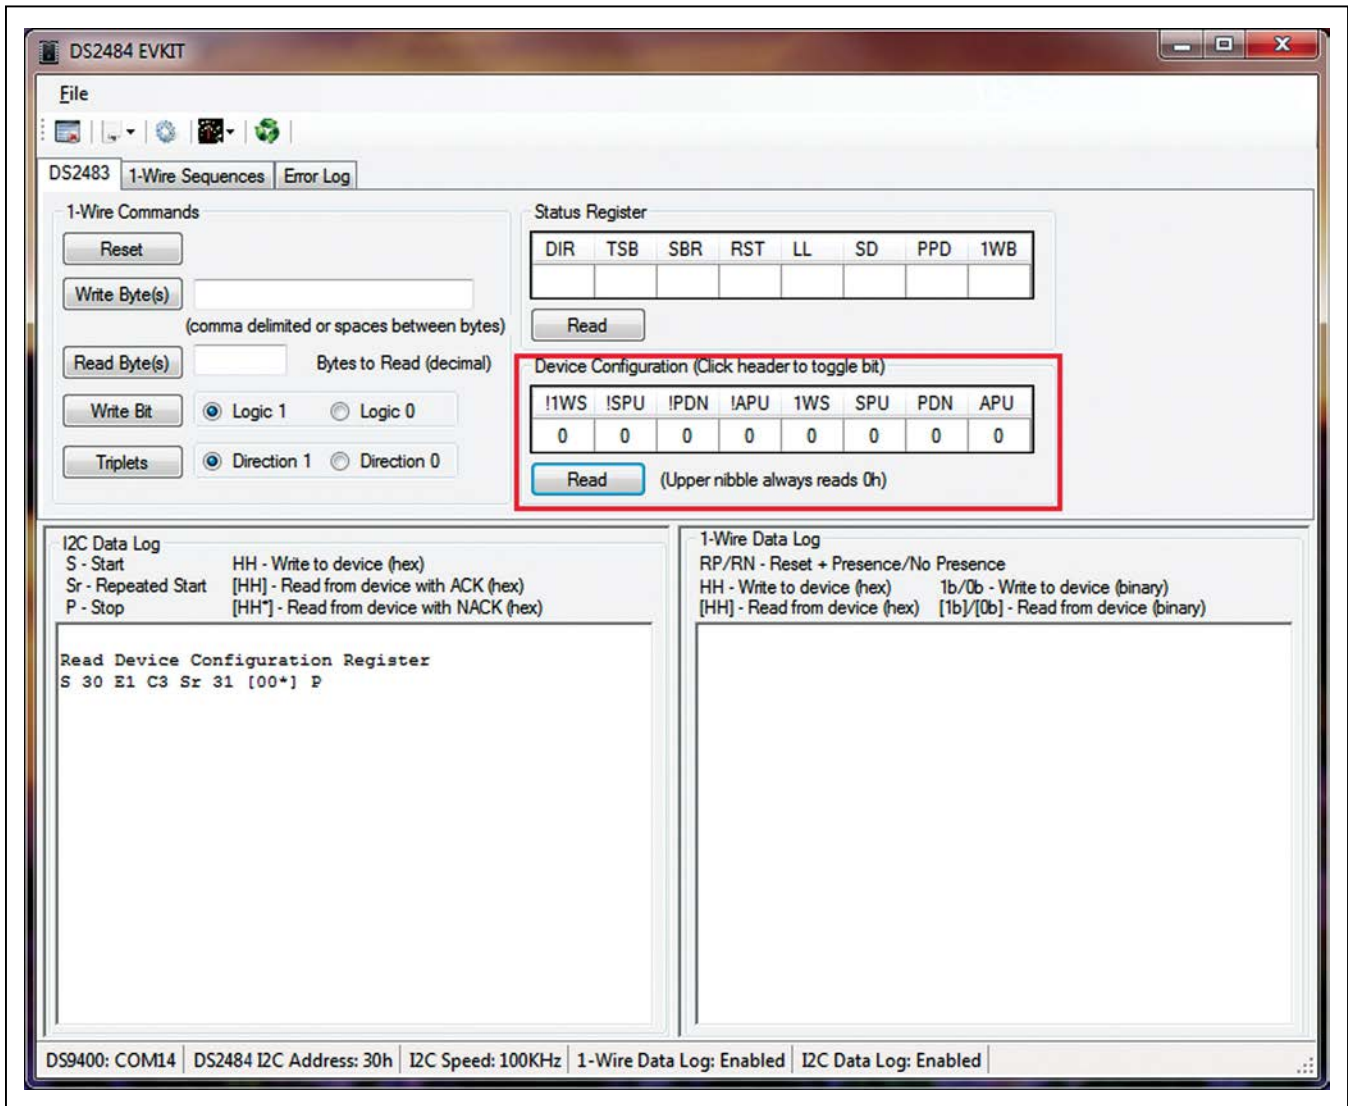 DS2484 EVKIT
File
DS2483 1-Wire Sequences Error Log
1-Wire Commands
Reset
Write Byte(s)
(comma delimited or spaces between bytes)
Read Byte(s) Bytes to Read (decimal)
Write Bit Logic 1 Logic 0
Triplets Direction 1 Direction 0
Status Register
DIR TSB SBR RST LL SD PPD 1WB
Read
Device Configuration (Click header to toggle bit)
!1WS !SPU !PDN !APU 1WS SPU PDN APU
0 0 0 0 0 0 0 0
Read (Upper nibble always reads 0h)
I2C Data Log
S - Start HH - Write to device (hex)
Sr - Repeated Start [HH] - Read from device with ACK (hex)
P - Stop [HH*] - Read from device with NACK (hex)
Read Device Configuration Register
S 30 E1 C3 Sr 31 [00*] P
1-Wire Data Log
RP/RN - Reset + Presence/No Presence
HH - Write to device (hex) 1b/0b - Write to device (binary)
[HH] - Read from device (hex) [1b]/[0b] - Read from device (binary)
DS9400: COM14 DS2484 I2C Address: 30h I2C Speed: 100KHz 1-Wire Data Log: Enabled I2C Data Log: Enabled